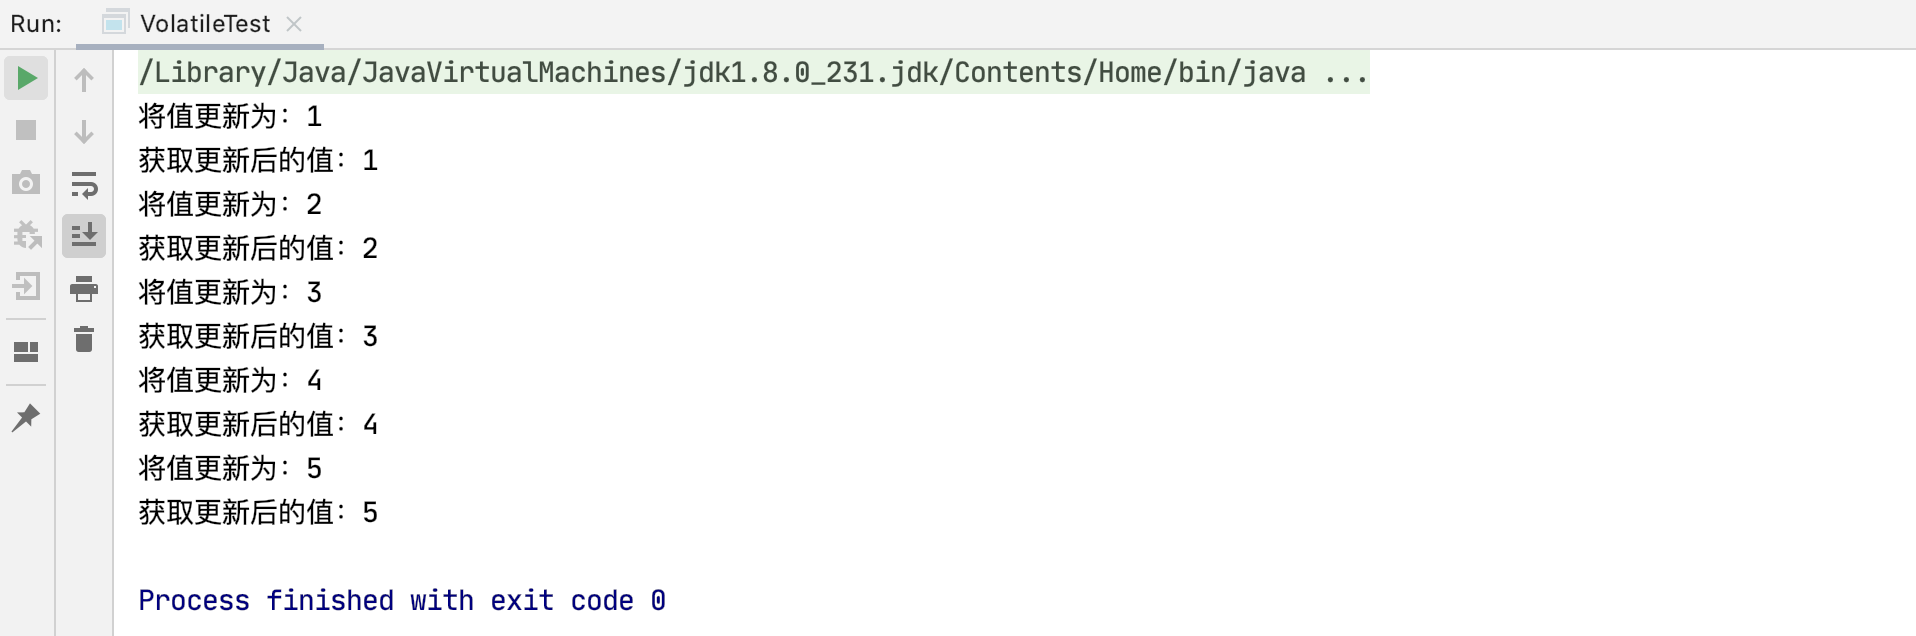 Run: VolatileTest
/Library/Java/JavaVirtualMachines/jdk1.8.0_231.jdk/Contents/Home/bin/java ...
将值更新为：1
获取更新后的值：1
将值更新为：2
获取更新后的值：2
将值更新为：3
获取更新后的值：3
将值更新为：4
获取更新后的值：4
将值更新为：5
获取更新后的值：5
Process finished with exit code 0